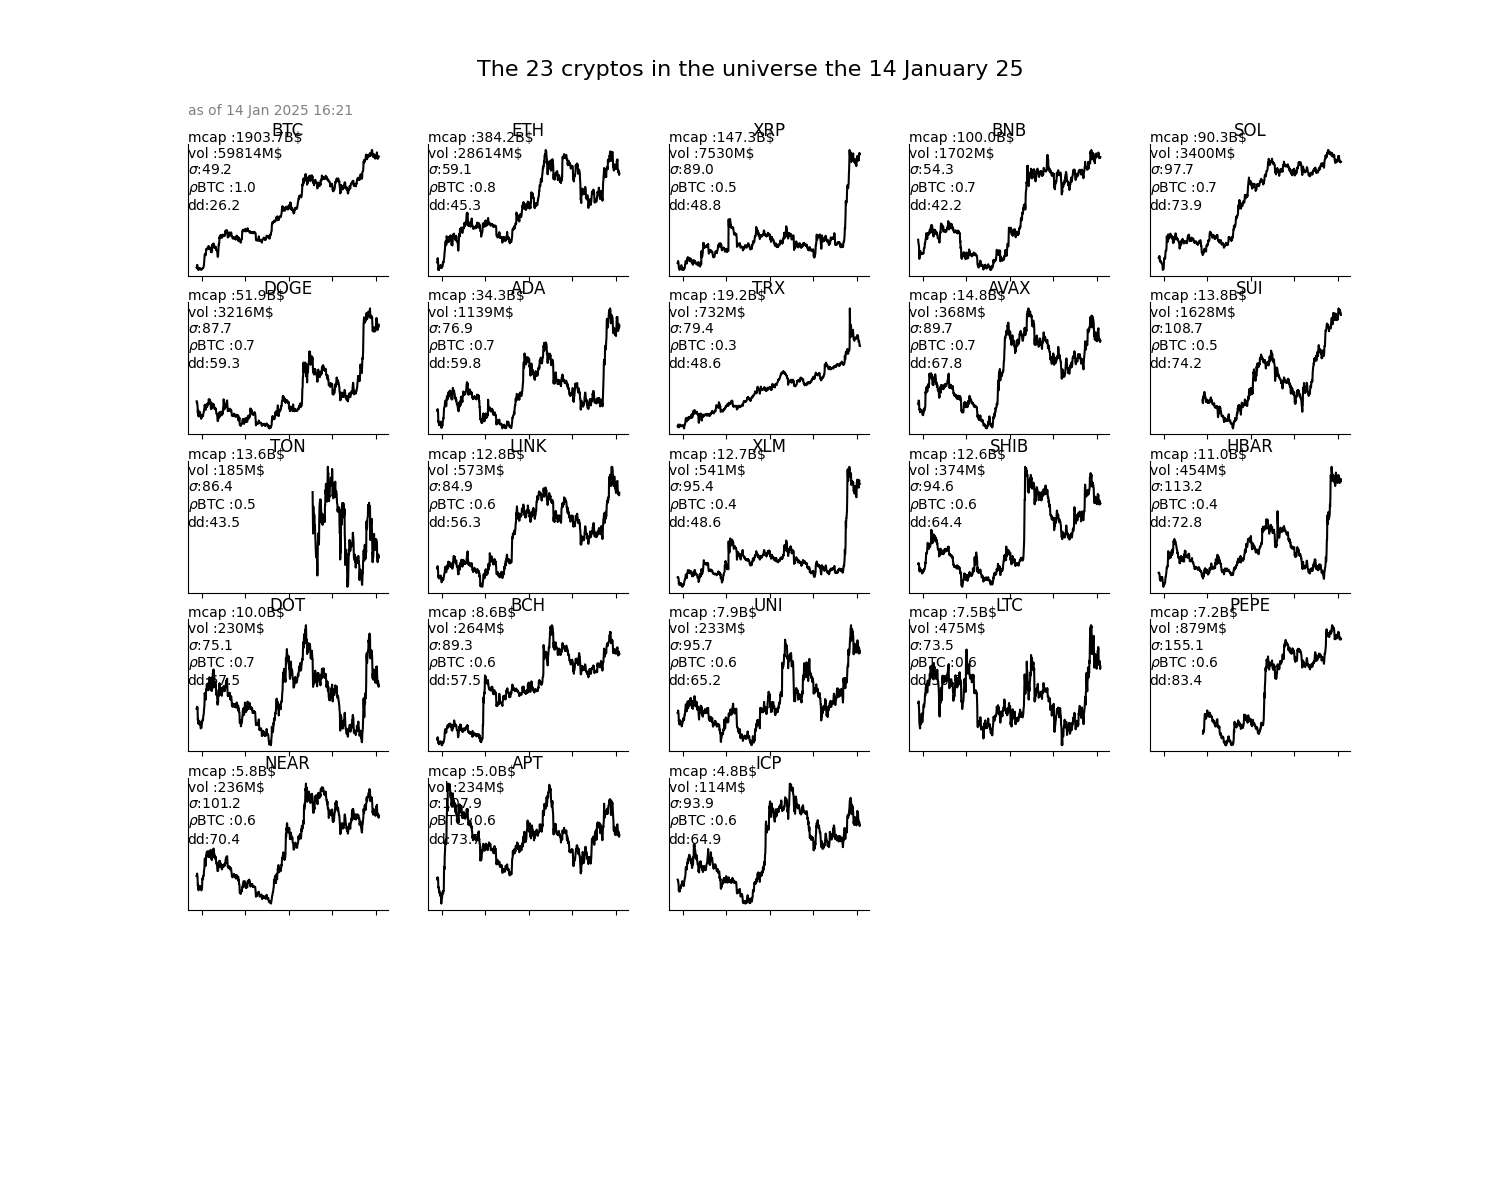 The 23 cryptos in the universe the 14 January 25
as of 14 Jan 2025 16:21
BTC
mcap :1903.7B$
vol :59814M$
σ:49.2
ρBTC :1.0
dd:26.2
ETH
mcap :384.2B$
vol :28614M$
σ:59.1
ρBTC :0.8
dd:45.3
XRP
mcap :147.3B$
vol :7530M$
σ:89.0
ρBTC :0.5
dd:48.8
BNB
mcap :100.0B$
vol :1702M$
σ:54.3
ρBTC :0.7
dd:42.2
SOL
mcap :90.3B$
vol :3400M$
σ:97.7
ρBTC :0.7
dd:73.9
DOGE
mcap :51.9B$
vol :3216M$
σ:87.7
ρBTC :0.7
dd:59.3
ADA
mcap :34.3B$
vol :1139M$
σ:76.9
ρBTC :0.7
dd:59.8
TRX
mcap :19.2B$
vol :732M$
σ:79.4
ρBTC :0.3
dd:48.6
AVAX
mcap :14.8B$
vol :368M$
σ:89.7
ρBTC :0.7
dd:67.8
SUI
mcap :13.8B$
vol :1628M$
σ:108.7
ρBTC :0.5
dd:74.2
TON
mcap :13.6B$
vol :185M$
σ:86.4
ρBTC :0.5
dd:43.5
LINK
mcap :12.8B$
vol :573M$
σ:84.9
ρBTC :0.6
dd:56.3
XLM
mcap :12.7B$
vol :541M$
σ:95.4
ρBTC :0.4
dd:48.6
SHIB
mcap :12.6B$
vol :374M$
σ:94.6
ρBTC :0.6
dd:64.4
HBAR
mcap :11.0B$
vol :454M$
σ:113.2
ρBTC :0.4
dd:72.8
DOT
mcap :10.0B$
vol :230M$
σ:75.1
ρBTC :0.7
BCH
mcap :8.6B$
vol :264M$
σ:89.3
ρBTC :0.6
dd:57.5
UNI
mcap :7.9B$
vol :233M$
σ:95.7
ρBTC :0.6
dd:65.2
LTC
mcap :7.5B$
vol :475M$
σ:73.5
ρBTC :0.6
PEPE
mcap :7.2B$
vol :879M$
σ:155.1
ρBTC :0.6
dd:83.4
NEAR
mcap :5.8B$
vol :236M$
σ:101.2
ρBTC :0.6
dd:70.4
APT
mcap :5.0B$
vol :234M$
ρBTC :0.6
ICP
mcap :4.8B$
vol :114M$
σ:93.9
ρBTC :0.6
dd:64.9